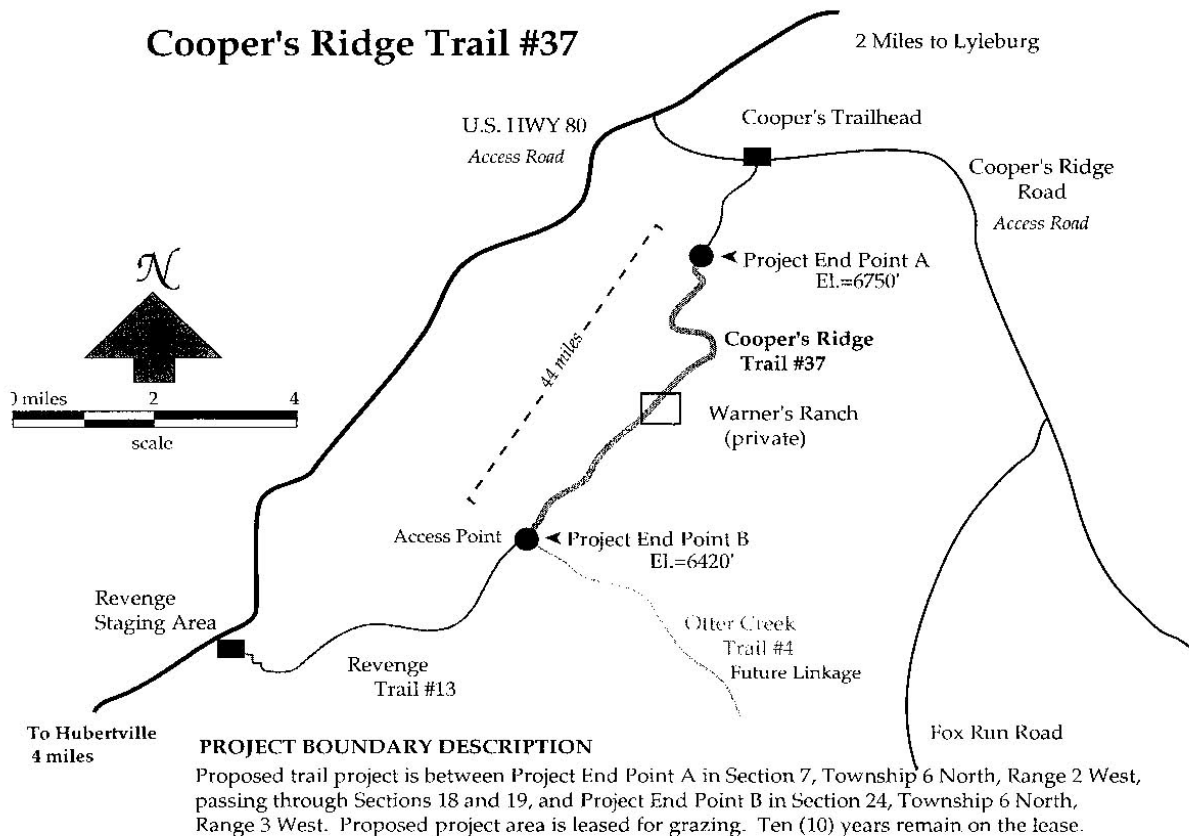 Cooper's Ridge Trail #37
2 Miles to Lyleburg
U.S. HWY 80
Access Road
Cooper's Trailhead
Cooper's Ridge
Road
Access Road
N
Project End Point A
El.=6750'
44 miles
Cooper's Ridge
Trail #37
0 miles 2 4
scale
Warner's Ranch
(private)
Access Point
Project End Point B
El.=6420'
Revenge
Staging Area
Otter Creek
Trail #4
Future Linkage
Revenge
Trail #13
To Hubertville
4 miles
Fox Run Road
PROJECT BOUNDARY DESCRIPTION
Proposed trail project is between Project End Point A in Section 7, Township 6 North, Range 2 West,
passing through Sections 18 and 19, and Project End Point B in Section 24, Township 6 North,
Range 3 West. Proposed project area is leased for grazing. Ten (10) years remain on the lease.